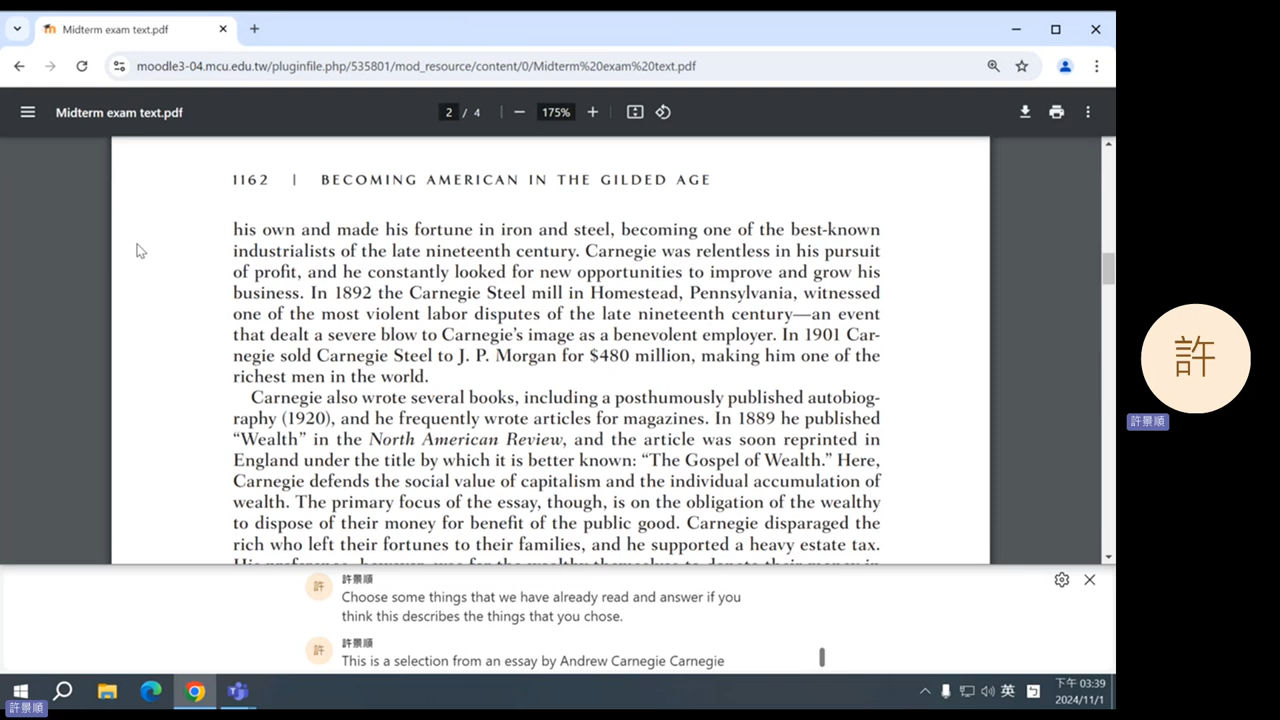 Midterm exam text.pdf
moodle3-04.mcu.edu.tw/pluginfile.php/535801/mod_resource/content/0/Midterm%20exam%20text.pdf
Midterm exam text.pdf
2 / 4
175%
1162 | BECOMING AMERICAN IN THE GILDED AGE
his own and made his fortune in iron and steel, becoming one of the best-known
industrialists of the late nineteenth century. Carnegie was relentless in his pursuit
of profit, and he constantly looked for new opportunities to improve and grow his
business. In 1892 the Carnegie Steel mill in Homestead, Pennsylvania, witnessed
one of the most violent labor disputes of the late nineteenth century—an event
that dealt a severe blow to Carnegie's image as a benevolent employer. In 1901 Car-
negie sold Carnegie Steel to J. P. Morgan for $480 million, making him one of the
richest men in the world.
Carnegie also wrote several books, including a posthumously published autobiog-
raphy (1920), and he frequently wrote articles for magazines. In 1889 he published
“Wealth” in the North American Review, and the article was soon reprinted in
England under the title by which it is better known: “The Gospel of Wealth.” Here,
Carnegie defends the social value of capitalism and the individual accumulation of
wealth. The primary focus of the essay, though, is on the obligation of the wealthy
to dispose of their money for benefit of the public good. Carnegie disparaged the
rich who left their fortunes to their families, and he supported a heavy estate tax.
許
許景順
許
許景順
Choose some things that we have already read and answer if you
think this describes the things that you chose.
許
許景順
This is a selection from an essay by Andrew Carnegie Carnegie
英
下午 03:39
2024/11/1
許景順